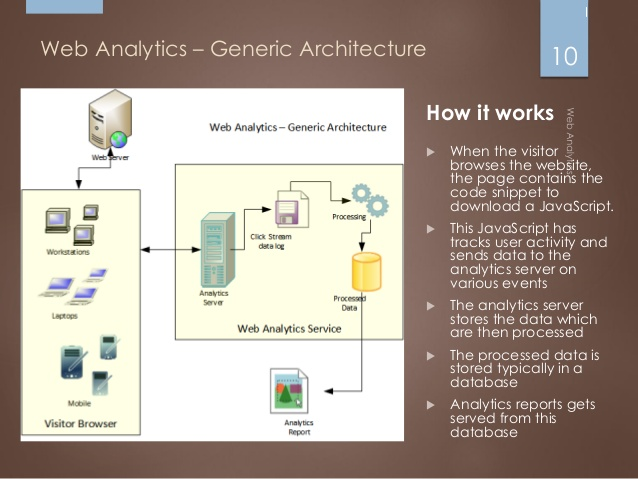 Web Analytics – Generic Architecture
10
Web Server
Web Analytics – Generic Architecture
Workstations
Laptops
Mobile
Visitor Browser
Analytics
Server
Click Stream
data log
Processing
Processed
Data
Web Analytics Service
Analytics
Report
How it works
When the visitor
browses the website,
the page contains the
code snippet to
download a JavaScript.
This JavaScript has
tracks user activity and
sends data to the
analytics server on
various events
The analytics server
stores the data which
are then processed
The processed data is
stored typically in a
database
Analytics reports gets
served from this
database
Web Analytics